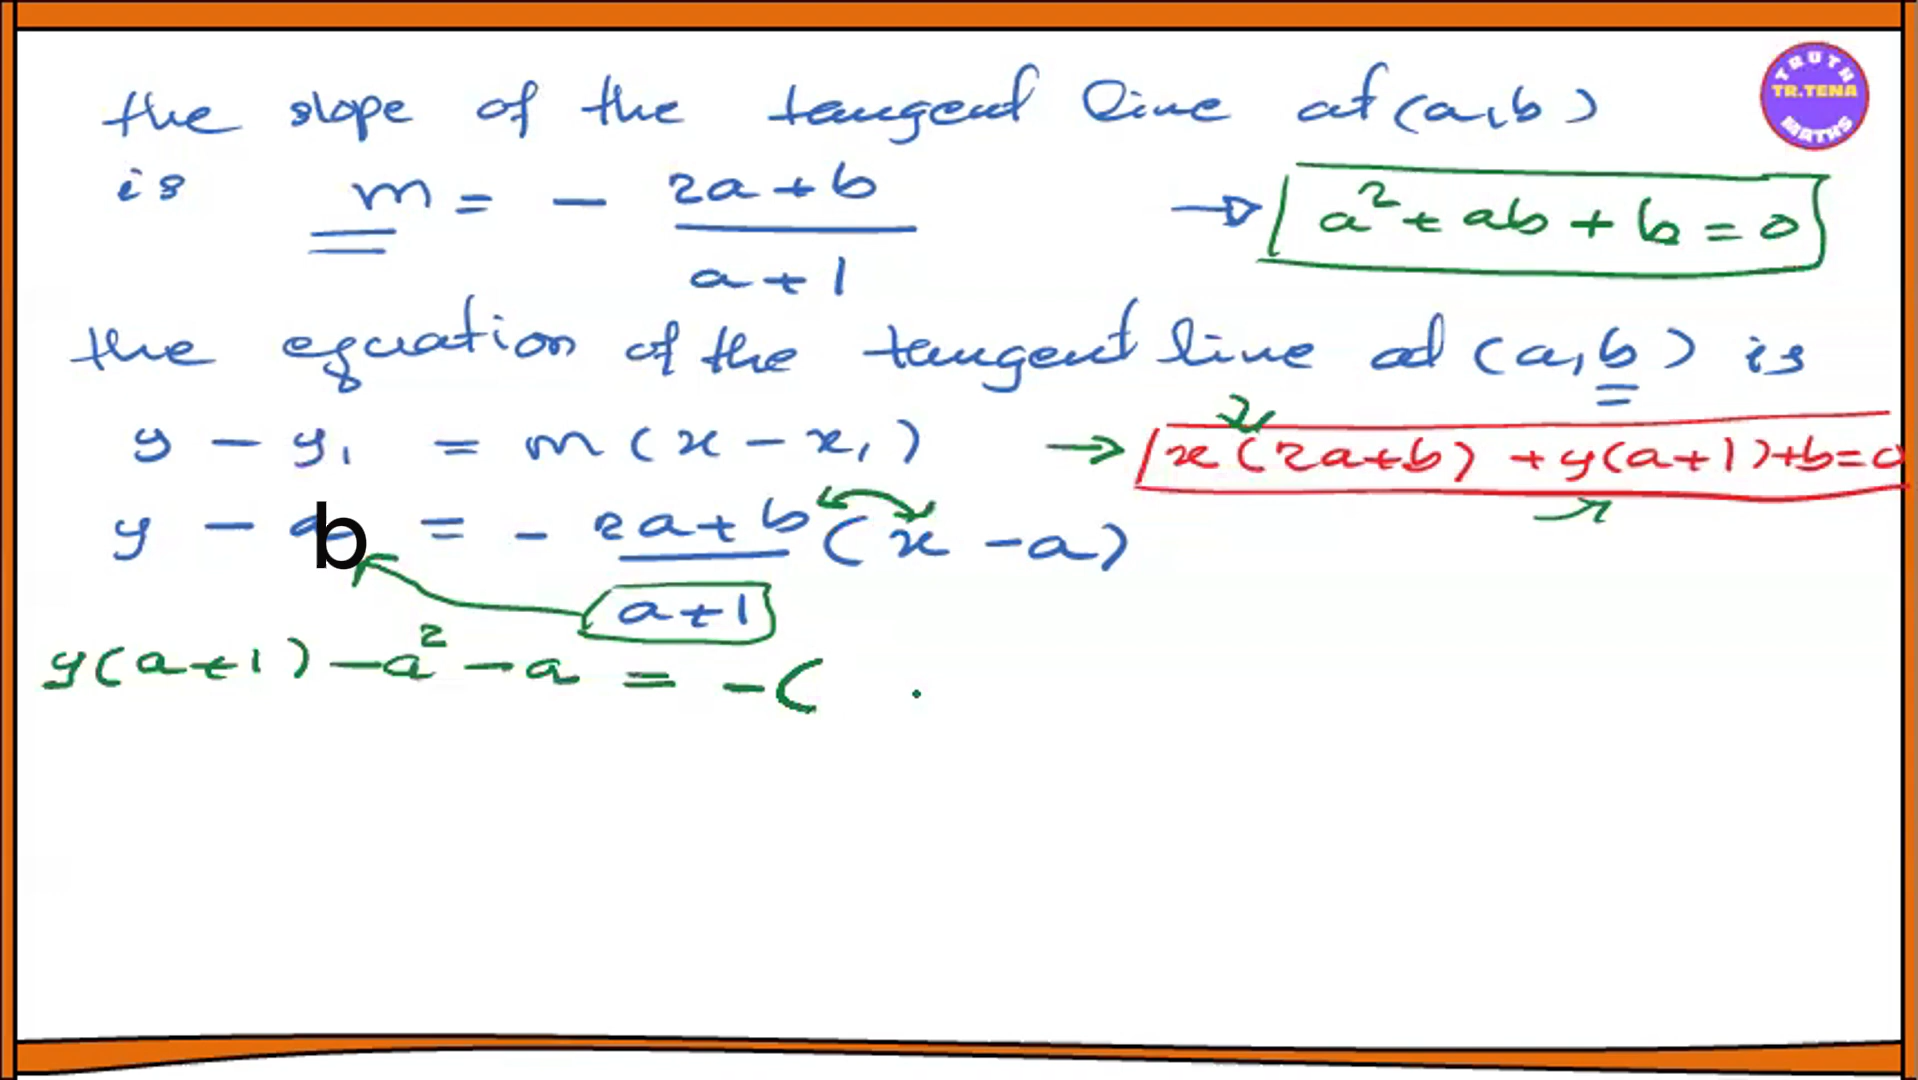 the slope of the tangent line at (a,b)
is m = - 2a+b / a+1
→ a² + ab + b = 0
the equation of the tangent line at (a,b) is
y - y₁ = m(x - x₁)
→ x(2a+b) + y(a+1)+b=0
y - b = - 2a+b / a+1 (x - a)
y(a+1) - a² - a = -(
TRUTH
TR.TENA
MATHS